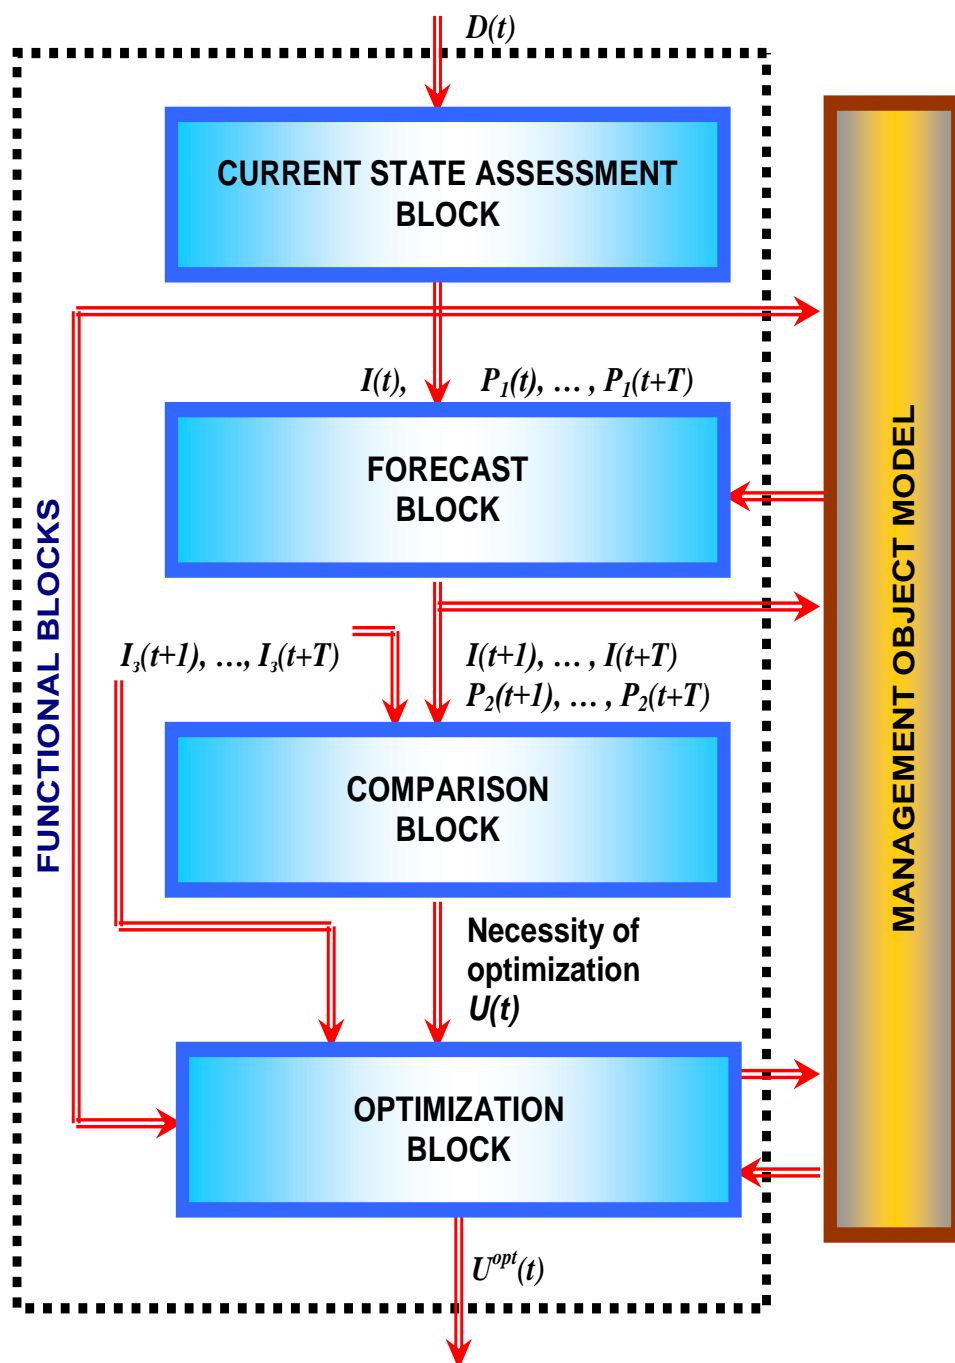 D(t)
CURRENT STATE ASSESSMENT
BLOCK
I(t), P₁(t), … , P₁(t+T)
FORECAST
BLOCK
I₃(t+1), …, I₃(t+T)
I(t+1), … , I(t+T)
P₂(t+1), … , P₂(t+T)
COMPARISON
BLOCK
Necessity of
optimization
U(t)
OPTIMIZATION
BLOCK
Uᵒᵖᵗ(t)
FUNCTIONAL BLOCKS
MANAGEMENT OBJECT MODEL